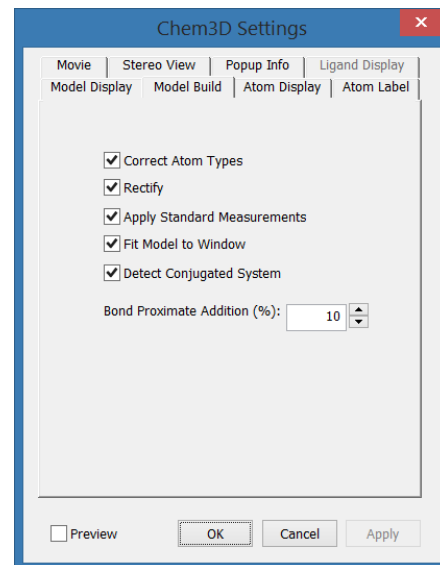 Chem3D Settings
Movie Stereo View Popup Info Ligand Display
Model Display Model Build Atom Display Atom Label
Correct Atom Types
Rectify
Apply Standard Measurements
Fit Model to Window
Detect Conjugated System
Bond Proximate Addition (%): 10
Preview OK Cancel Apply